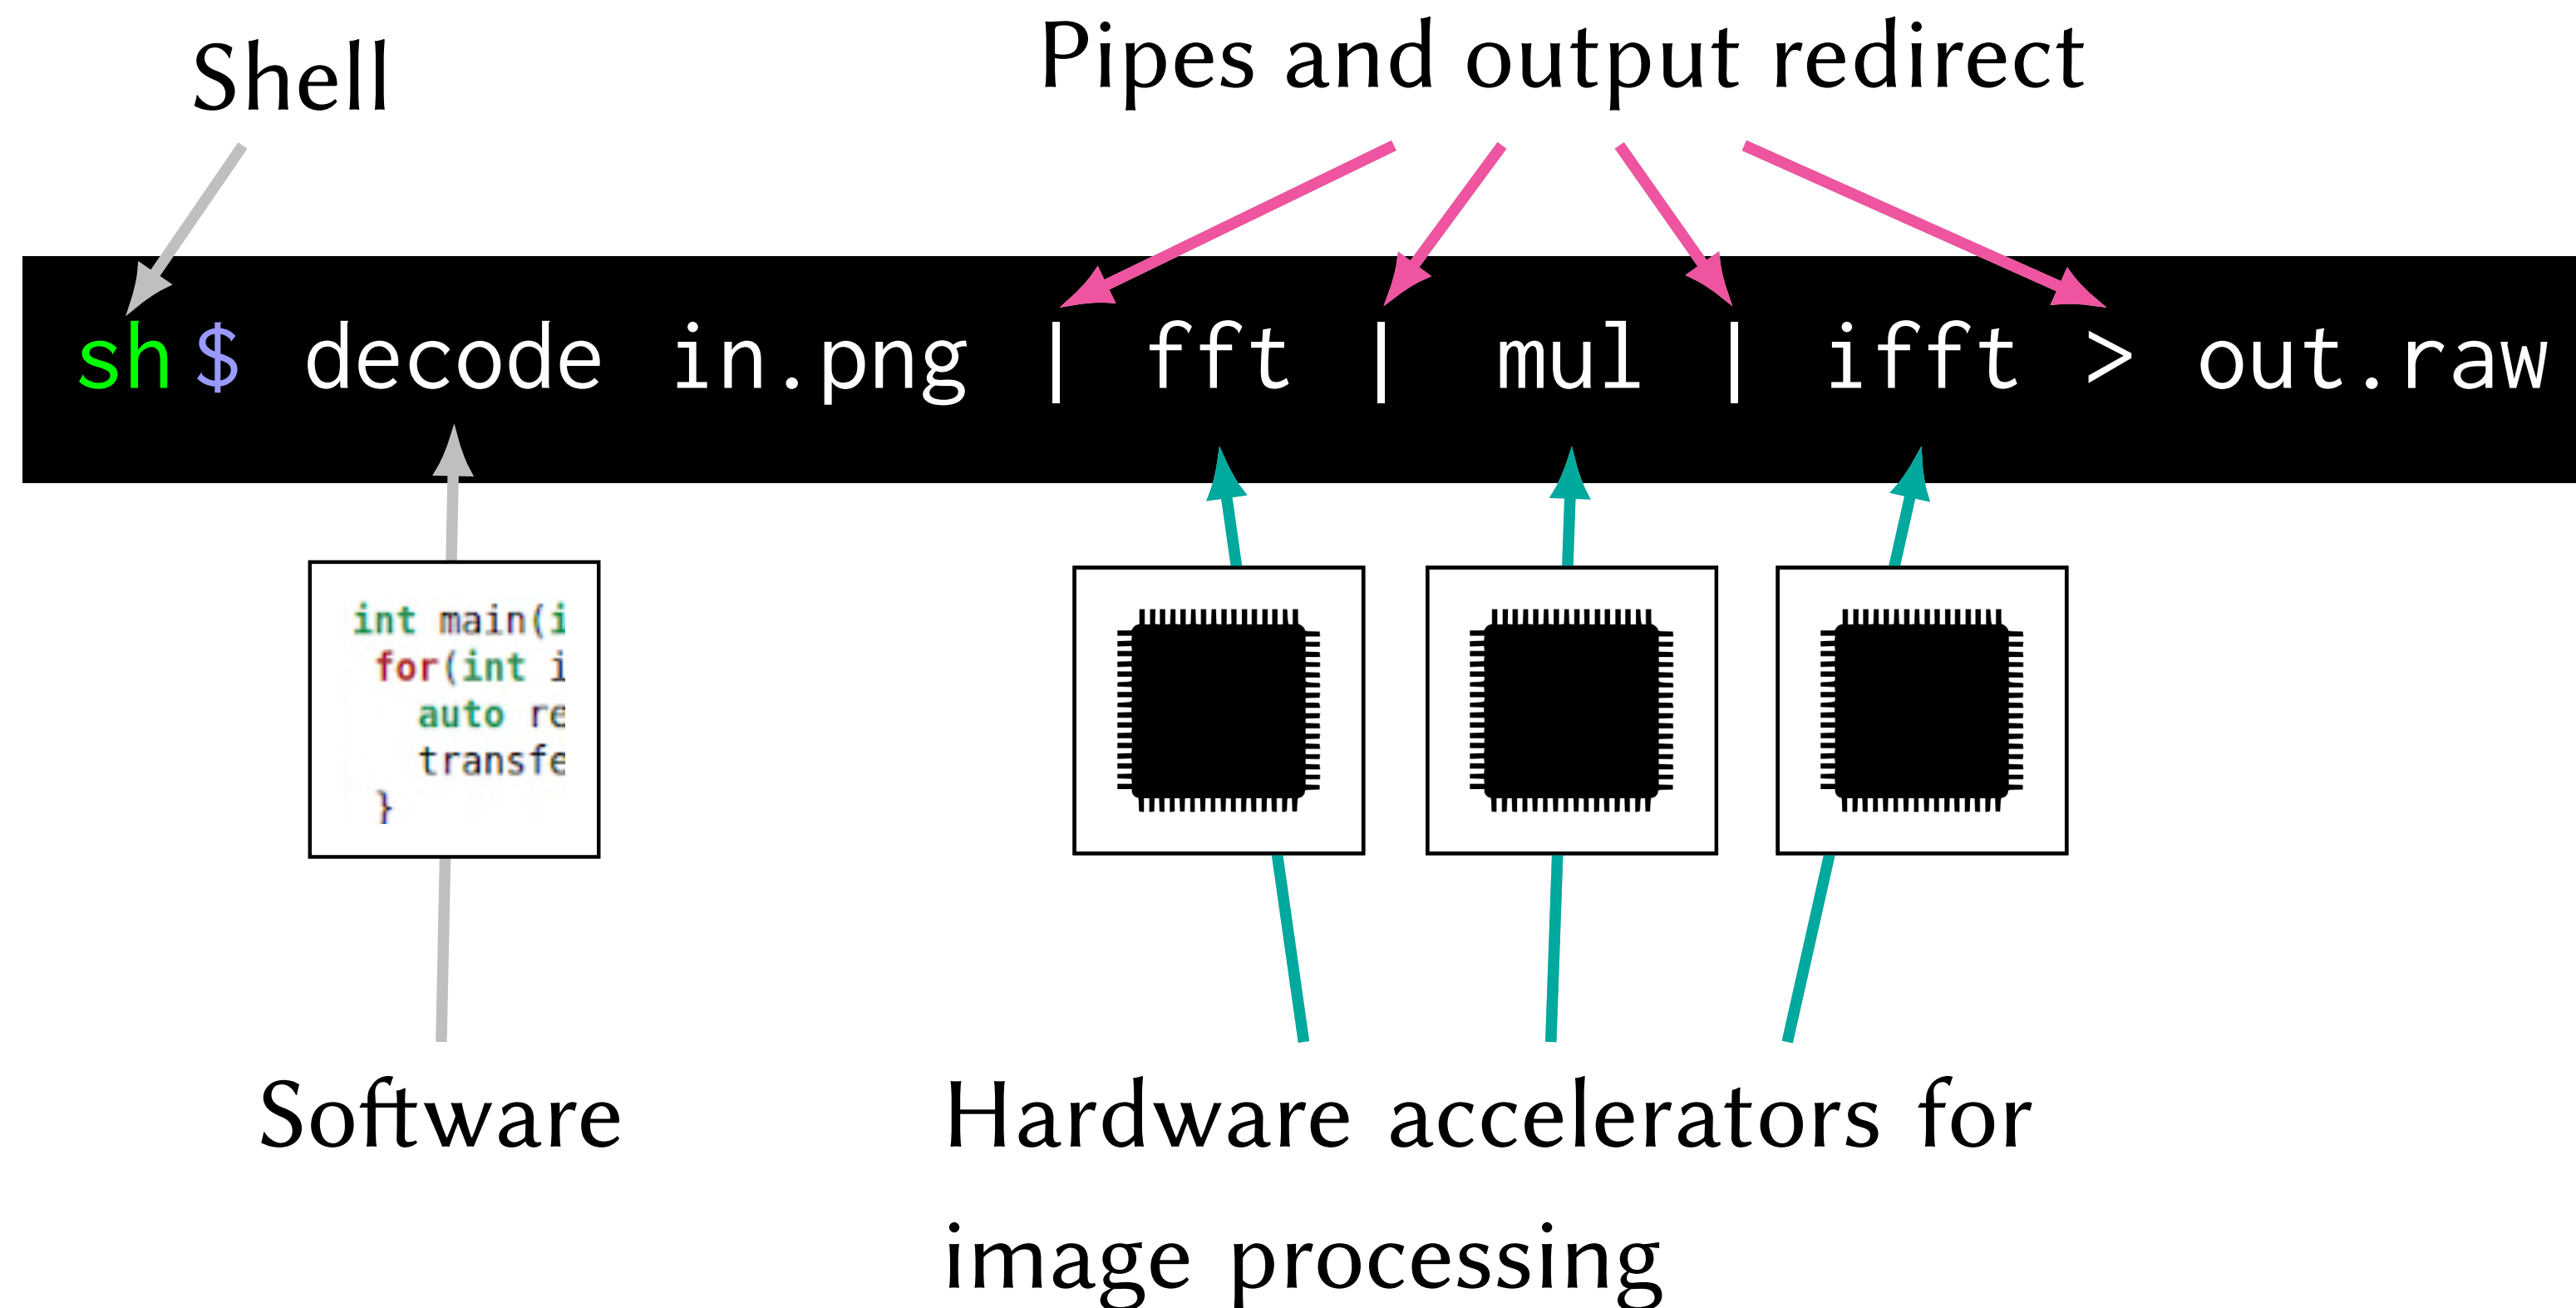 Shell
Pipes and output redirect
sh$ decode in.png | fft | mul | ifft > out.raw
int main(i
for(int i
auto re
transfe
}
Software
Hardware accelerators for
image processing